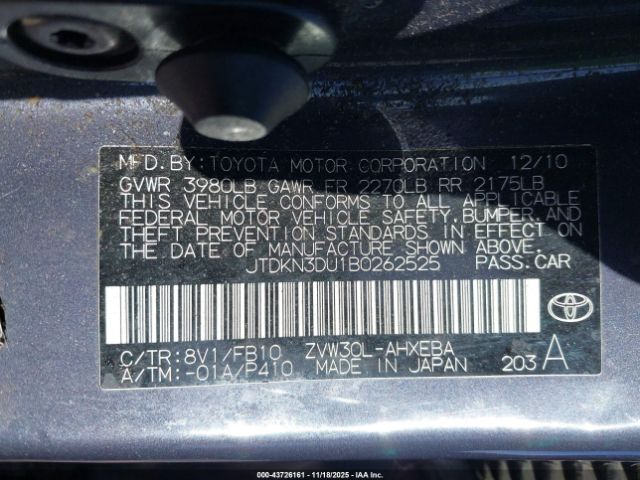 MFD. BY: TOYOTA MOTOR CORPORATION 12/10
GVWR 3980LB GAWR FR 2270LB RR 2175LB
THIS VEHICLE CONFORMS TO ALL APPLICABLE
FEDERAL MOTOR VEHICLE SAFETY, BUMPER, AND
THEFT PREVENTION STANDARDS IN EFFECT ON
THE DATE OF MANUFACTURE SHOWN ABOVE.
JTDKN3DU1B0262525 PASS. CAR
C/TR: 8V1/FB10 ZVW30L-AHXEBA
A/TM: -01A/P410 MADE IN JAPAN 203 A
000-43726161 - 11/18/2025 - IAA Inc.